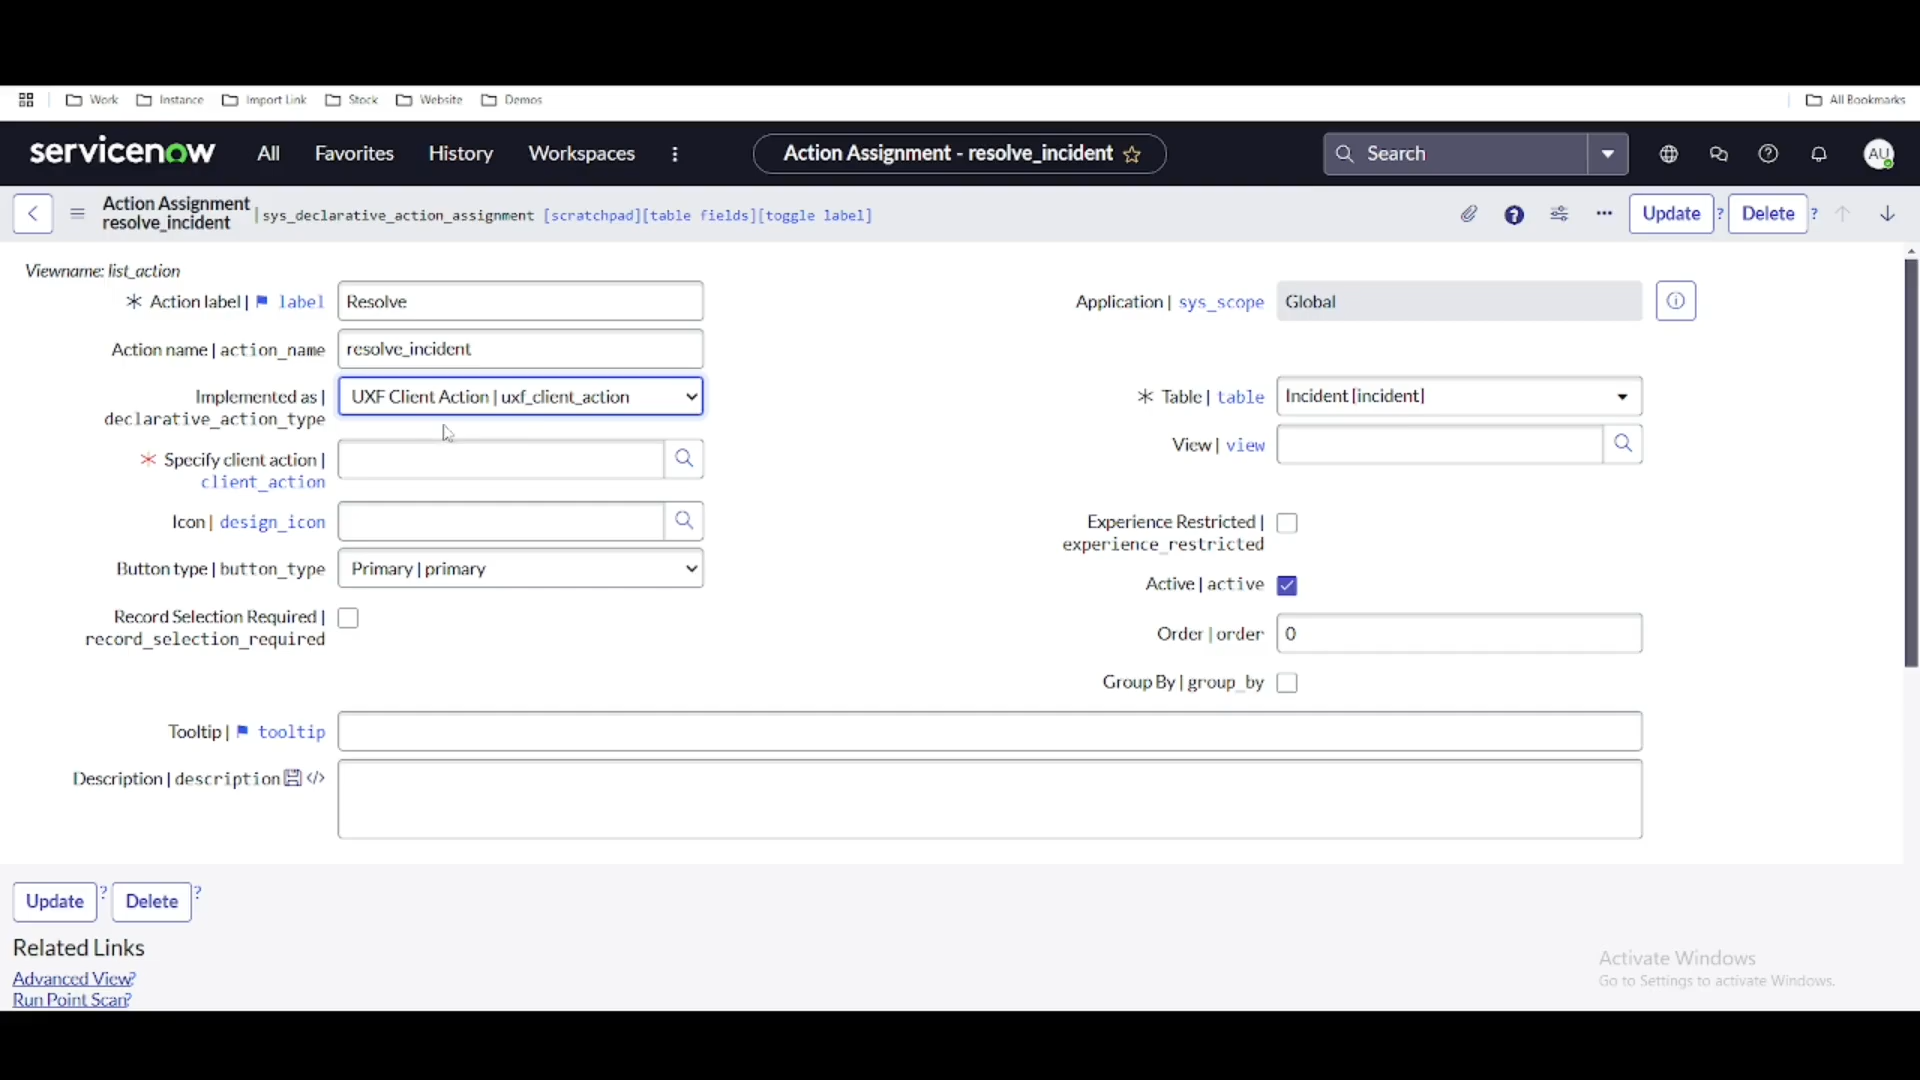 Work Instance Import Link Stock Website Demos All Bookmarks
servicenow All Favorites History Workspaces Action Assignment - resolve_incident Search AU
Action Assignment
resolve_incident | sys_declarative_action_assignment [scratchpad][table fields][toggle label] Update ? Delete ?
Viewname: list_action
Action label | label Resolve
Application | sys_scope Global
Action name | action_name resolve_incident
Implemented as |
declarative_action_type UXF Client Action | uxf_client_action
Table | table Incident [incident]
View | view
Specify client action |
client_action
Icon | design_icon
Experience Restricted |
experience_restricted
Button type | button_type Primary | primary
Active | active
Record Selection Required |
record_selection_required
Order | order 0
Group By | group_by
Tooltip | tooltip
Description | description </>
Update ? Delete ?
Related Links
Advanced View?
Run Point Scan?
Activate Windows
Go to Settings to activate Windows.